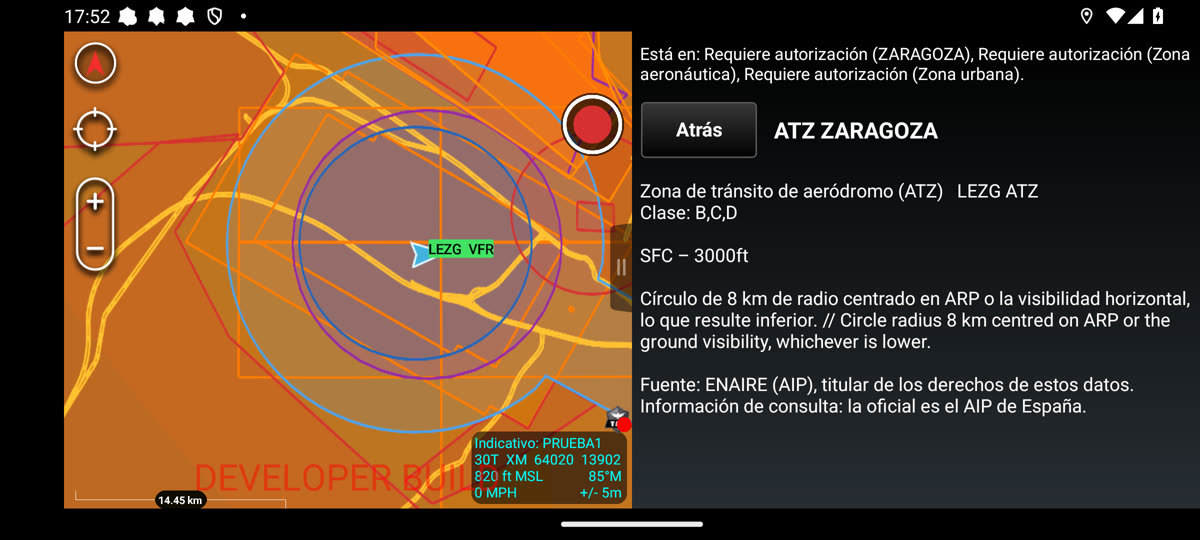 17:52
Está en: Requiere autorización (ZARAGOZA), Requiere autorización (Zona
aeronáutica), Requiere autorización (Zona urbana).
Atrás
ATZ ZARAGOZA
Zona de tránsito de aeródromo (ATZ) LEZG ATZ
Clase: B,C,D
SFC – 3000ft
Círculo de 8 km de radio centrado en ARP o la visibilidad horizontal,
lo que resulte inferior. // Circle radius 8 km centred on ARP or the
ground visibility, whichever is lower.
Fuente: ENAIRE (AIP), titular de los derechos de estos datos.
Información de consulta: la oficial es el AIP de España.
LEZG VFR
Indicativo: PRUEBA1
30T XM 64020 13902
820 ft MSL 85°M
0 MPH +/- 5m
DEVELOPER BUILD
14.45 km